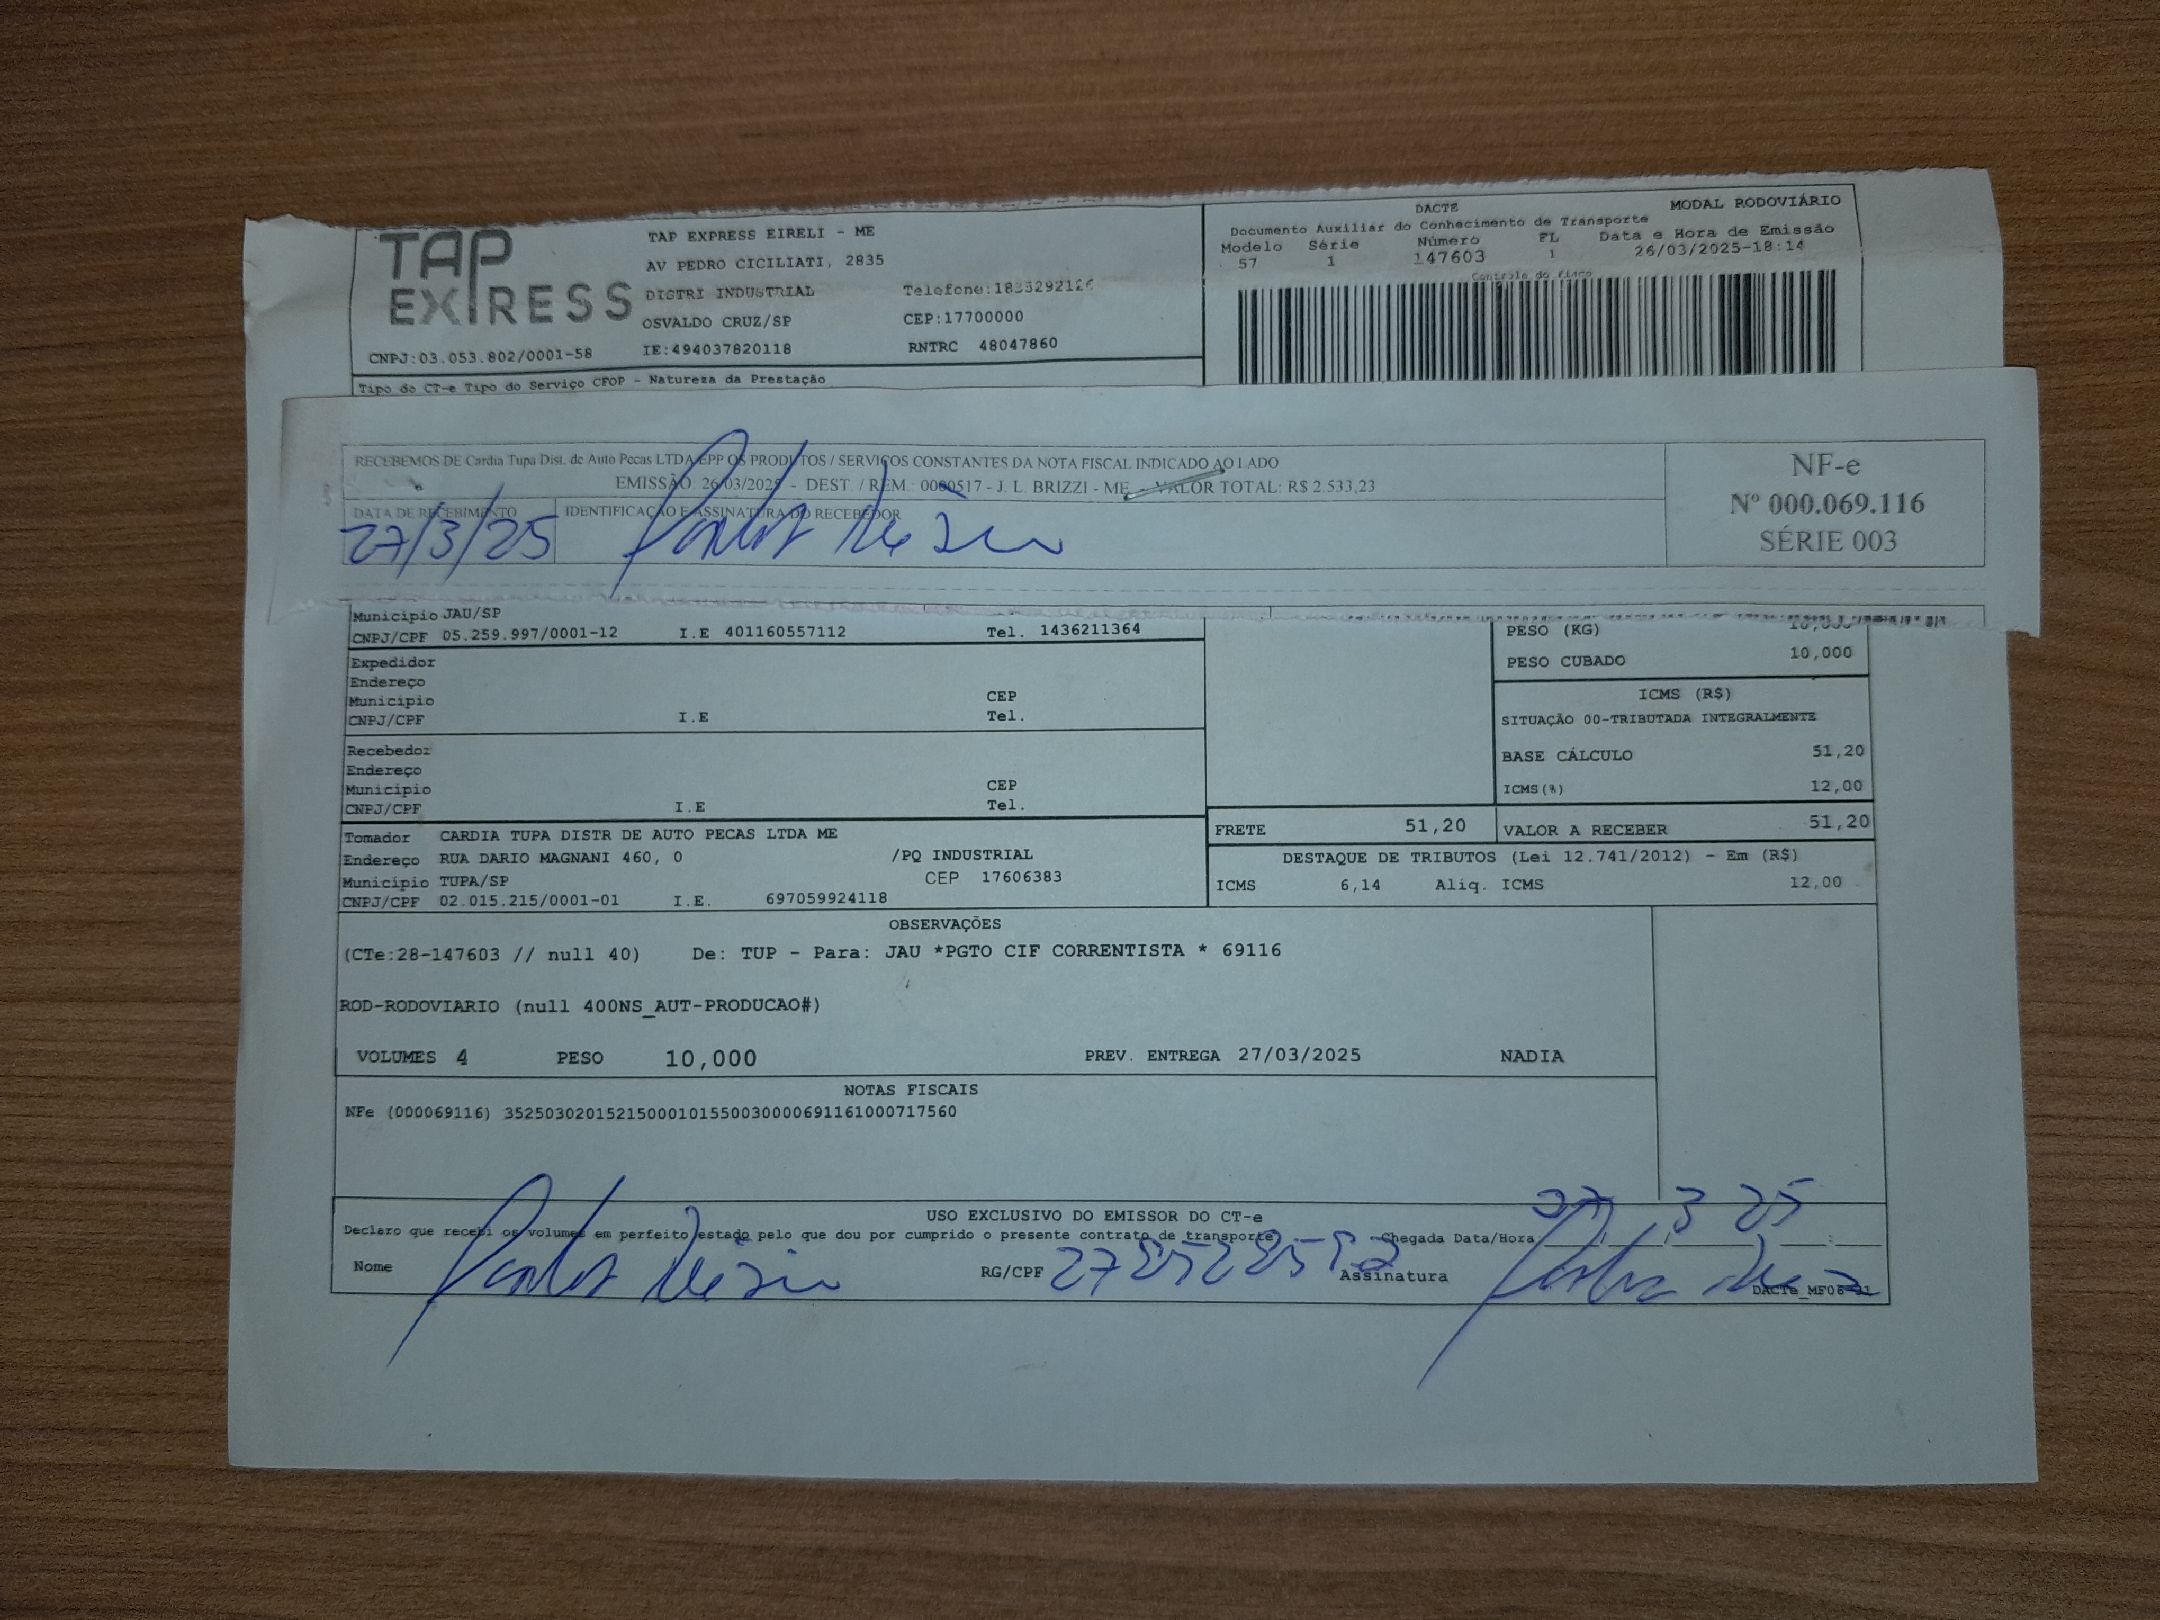 TAP EXPRESS
TAP EXPRESS EIRELI - ME
AV PEDRO CICILIATI, 2835
DISTRI INDUSTRIAL
OSVALDO CRUZ/SP CEP:17700000
CNPJ:03.053.802/0001-58 IE:494037820118 RNTRC 48047860
Tipo do CT-e Tipo do Serviço CFOP - Natureza da Prestação
DACTE MODAL RODOVIÁRIO
Documento Auxiliar do Conhecimento de Transporte
Modelo Série Número FL Data e Hora de Emissão
57 1 147603 1 26/03/2025-18:14
Controle do Fisco
RECEBEMOS DE Cardia Tupa Dist. de Auto Pecas LTDA EPP OS PRODUTOS / SERVIÇOS CONSTANTES DA NOTA FISCAL INDICADO AO LADO
EMISSÃO: 26/03/2025 - DEST. / REM.: 0000517 - J. L. BRIZZI - ME - VALOR TOTAL: R$ 2.533,23
DATA DE RECEBIMENTO IDENTIFICAÇÃO E ASSINATURA DO RECEBEDOR
27/3/25
NF-e
Nº 000.069.116
SÉRIE 003
Município JAU/SP
CNPJ/CPF 05.259.997/0001-12 I.E 401160557112 Tel. 1436211364
Expedidor
Endereço
Município CEP
CNPJ/CPF I.E Tel.
Recebedor
Endereço
Município CEP
CNPJ/CPF I.E Tel.
Tomador CARDIA TUPA DISTR DE AUTO PECAS LTDA ME
Endereço RUA DARIO MAGNANI 460, 0 /PQ INDUSTRIAL
Município TUPA/SP CEP 17606383
CNPJ/CPF 02.015.215/0001-01 I.E. 697059924118
PESO (KG)
PESO CUBADO 10,000
ICMS (R$)
SITUAÇÃO 00-TRIBUTADA INTEGRALMENTE
BASE CÁLCULO 51,20
ICMS(%) 12,00
FRETE 51,20 VALOR A RECEBER 51,20
DESTAQUE DE TRIBUTOS (Lei 12.741/2012) - Em (R$)
ICMS 6,14 Aliq. ICMS 12,00
OBSERVAÇÕES
(CTe:28-147603 // null 40) De: TUP - Para: JAU *PGTO CIF CORRENTISTA * 69116
ROD-RODOVIARIO (null 400NS_AUT-PRODUCAO#)
VOLUMES 4 PESO 10,000 PREV. ENTREGA 27/03/2025 NADIA
NOTAS FISCAIS
NFe (000069116) 35250302015215000101550030000691161000717560
USO EXCLUSIVO DO EMISSOR DO CT-e
Declaro que recebi os volumes em perfeito estado pelo que dou por cumprido o presente contrato de transporte Chegada Data/Hora 27 3 25
Nome RG/CPF Assinatura